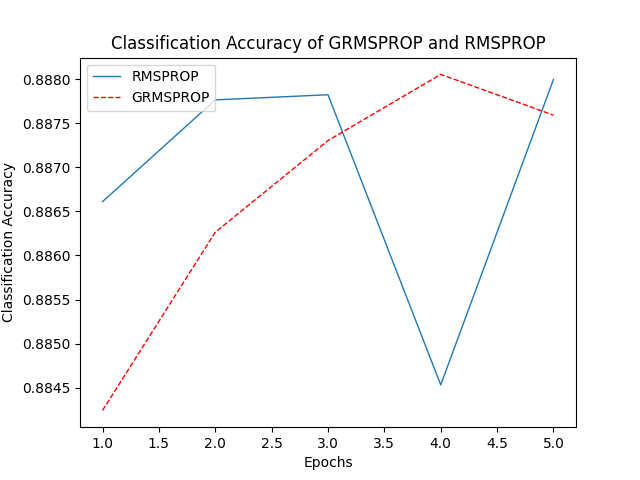 Classification Accuracy of GRMSPROP and RMSPROP
RMSPROP
GRMSPROP
0.8880
0.8875
0.8870
0.8865
0.8860
0.8855
0.8850
0.8845
Classification Accuracy
1.0 1.5 2.0 2.5 3.0 3.5 4.0 4.5 5.0
Epochs